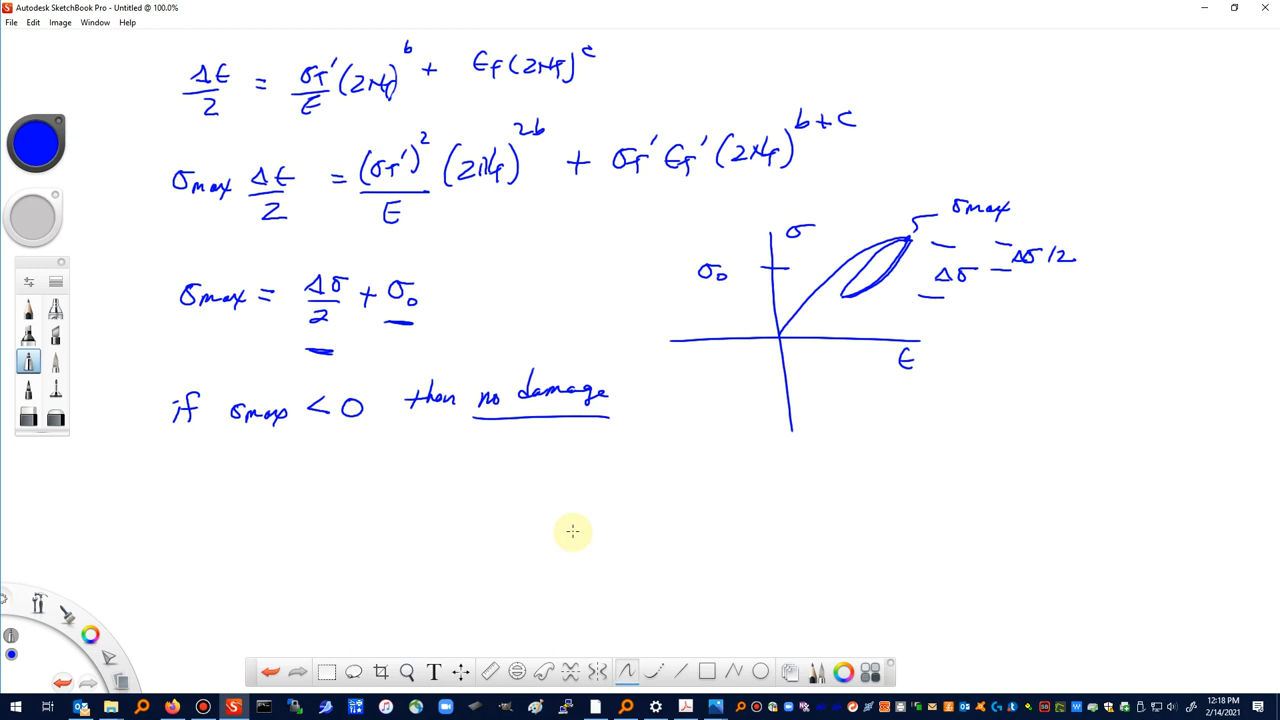 Autodesk SketchBook Pro - Untitled @ 100.0%
File Edit Image Window Help
Δϵ/2 = σf'/E (2Nf)^b + ϵf (2Nf)^c
σmax Δϵ/2 = (σf')^2/E (2Nf)^2b + σf' ϵf' (2Nf)^b+c
σmax
σ
σ₀
Δσ/2
Δσ
σmax = Δσ/2 + σ₀
ϵ
if σmax < 0 then no damage
T
12:18 PM
2/14/2021